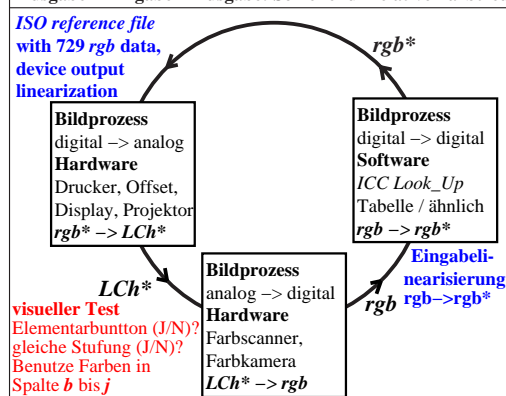 ISO reference file
with 729 rgb data,
device output
linearization
rgb*
Bildprozess
digital –> analog
Hardware
Drucker, Offset,
Display, Projektor
rgb* –> LCh*
Bildprozess
digital –> digital
Software
ICC Look_Up
Tabelle / ähnlich
rgb –> rgb*
LCh*
Bildprozess
analog –> digital
Hardware
Farbscanner,
Farbkamera
LCh* –> rgb
rgb
Eingabeli-
nearisierung
rgb–>rgb*
visueller Test
Elementarbuntton (J/N)?
gleiche Stufung (J/N)?
Benutze Farben in
Spalte b bis j